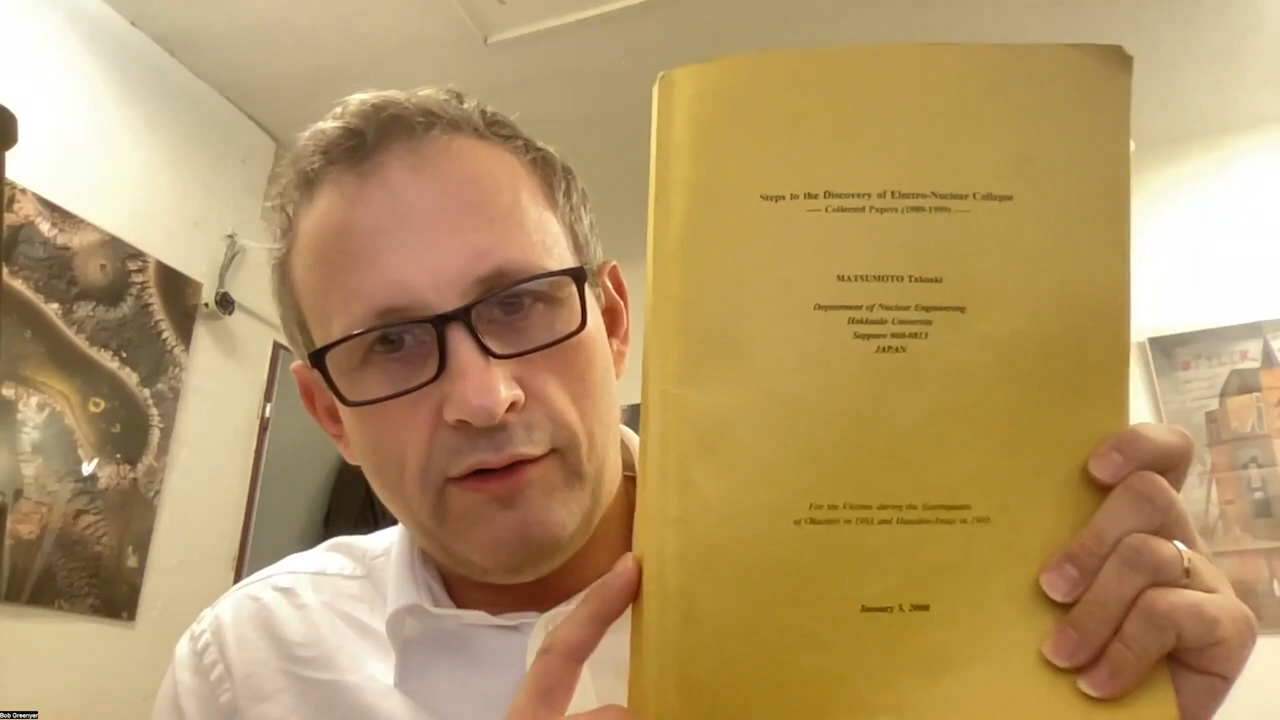 Steps to the Discovery of Electro-Nuclear Collapse
— Collected Papers (1989-1999) —
MATSUMOTO Takaaki
Department of Nuclear Engineering
Hokkaido University
Sapporo 060-0813
JAPAN
For the Victims during the Earthquakes
of Okushiri in 1993 and Hanshin-Awaji in 1995
January 3, 2000
Bob Greenyer